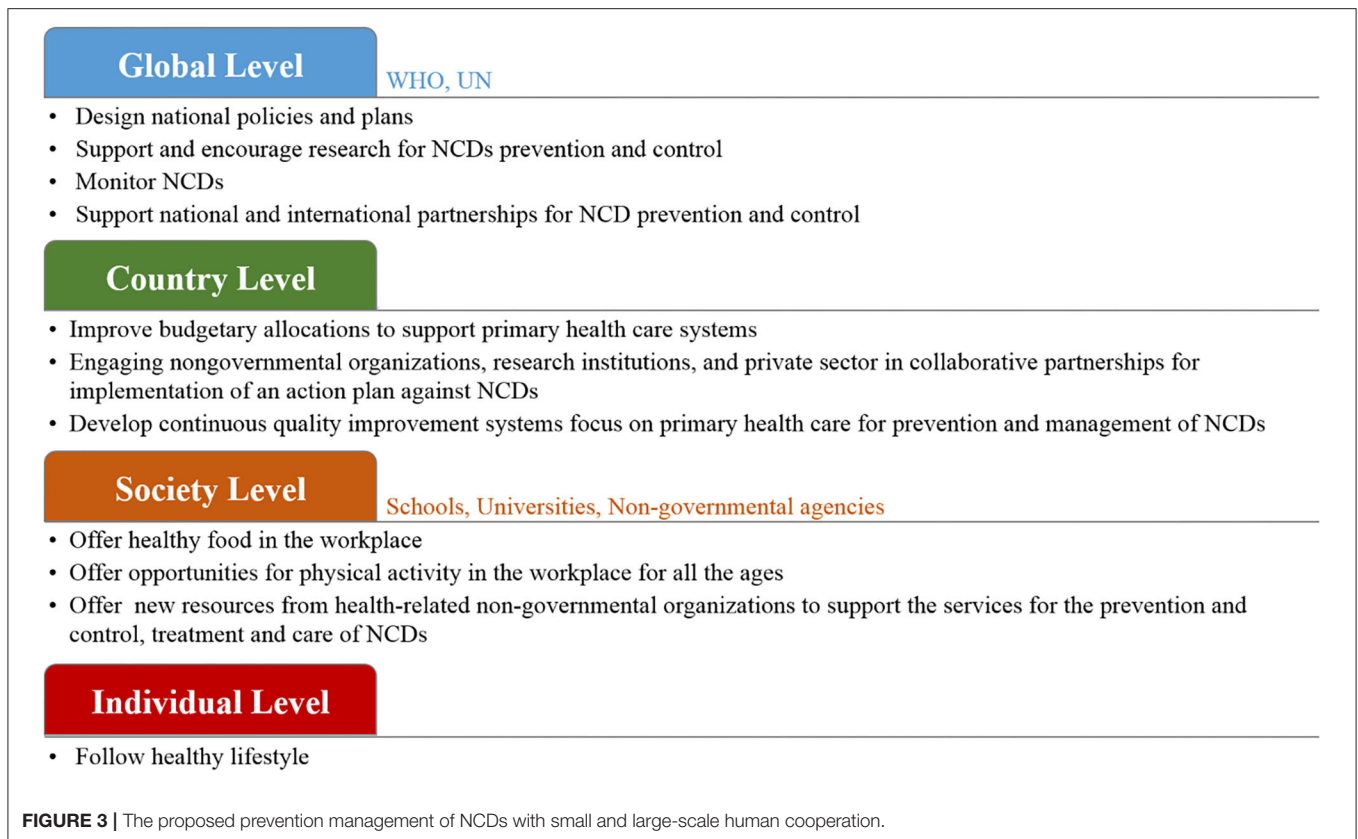 Global Level
WHO, UN
• Design national policies and plans
• Support and encourage research for NCDs prevention and control
• Monitor NCDs
• Support national and international partnerships for NCD prevention and control
Country Level
• Improve budgetary allocations to support primary health care systems
• Engaging nongovernmental organizations, research institutions, and private sector in collaborative partnerships for
implementation of an action plan against NCDs
• Develop continuous quality improvement systems focus on primary health care for prevention and management of NCDs
Society Level
Schools, Universities, Non-governmental agencies
• Offer healthy food in the workplace
• Offer opportunities for physical activity in the workplace for all the ages
• Offer new resources from health-related non-governmental organizations to support the services for the prevention and
control, treatment and care of NCDs
Individual Level
• Follow healthy lifestyle
FIGURE 3 | The proposed prevention management of NCDs with small and large-scale human cooperation.